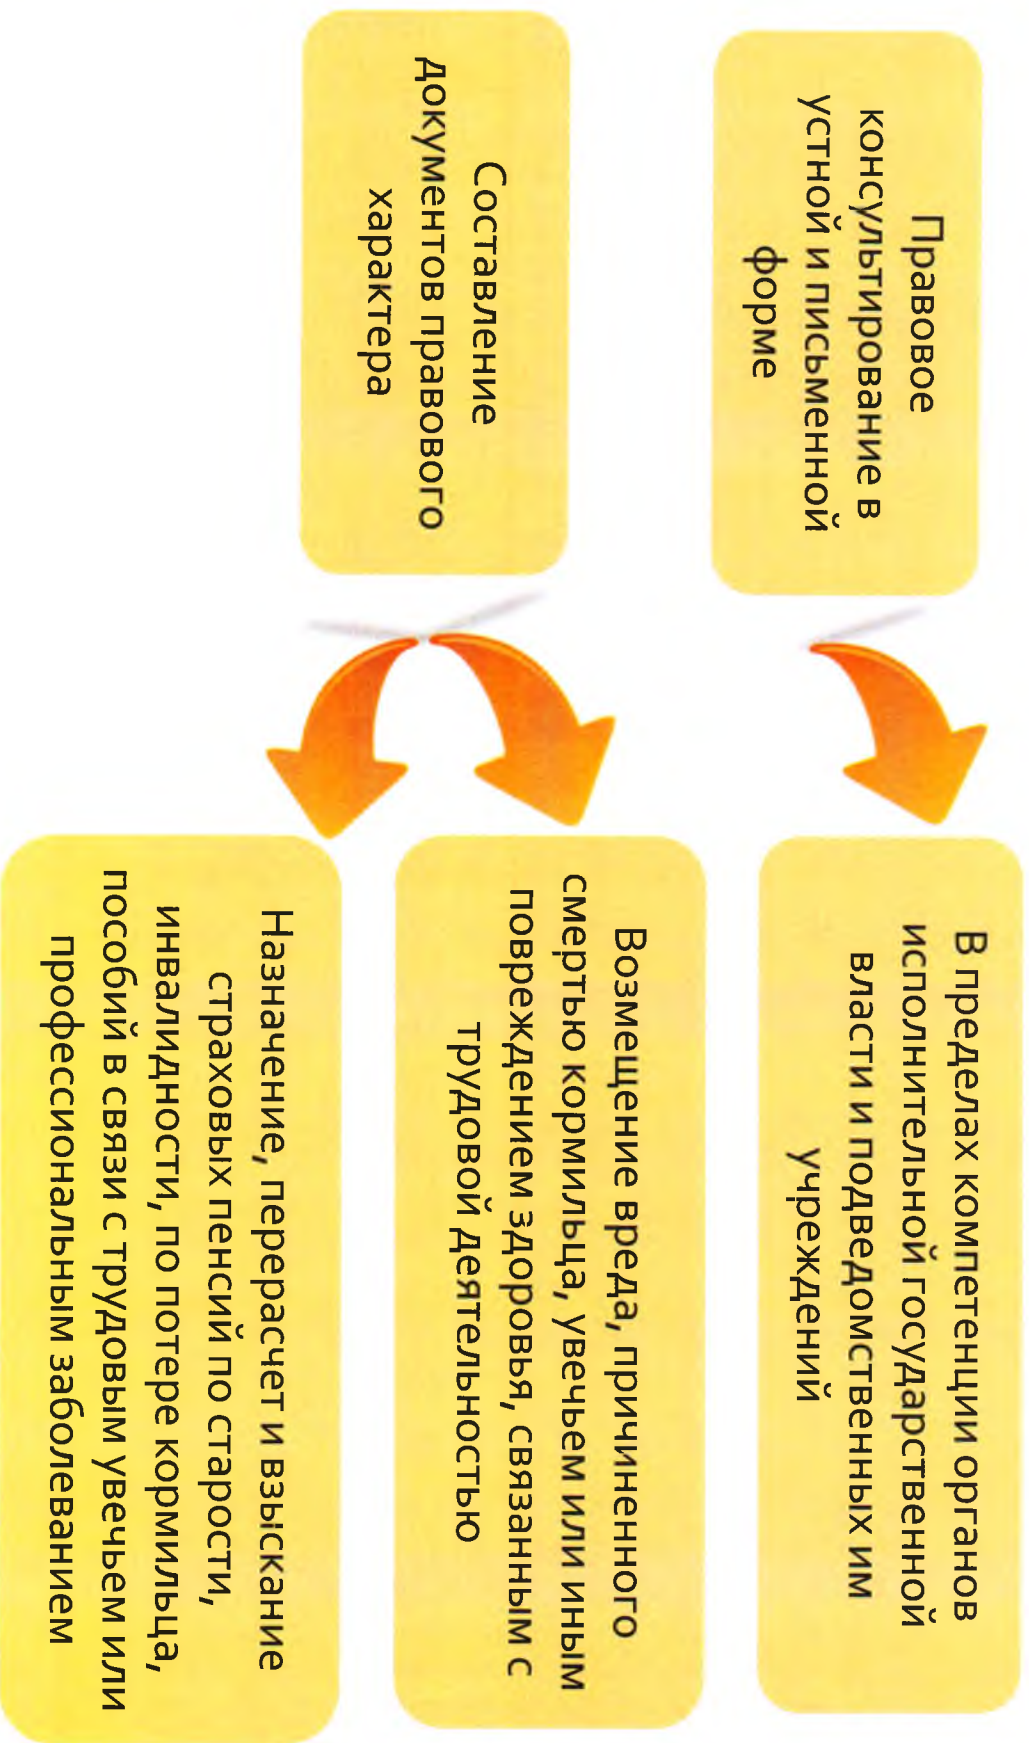 Правовое
консультирование в
устной и письменной
форме
В пределах компетенции органов
исполнительной государственной
власти и подведомственных им
учреждений
Составление
документов правового
характера
Возмещение вреда, причиненного
смертью кормильца, увечьем или иным
повреждением здоровья, связанным с
трудовой деятельностью
Назначение, перерасчет и взыскание
страховых пенсий по старости,
инвалидности, по потере кормильца,
пособий в связи с трудовым увечьем или
профессиональным заболеванием